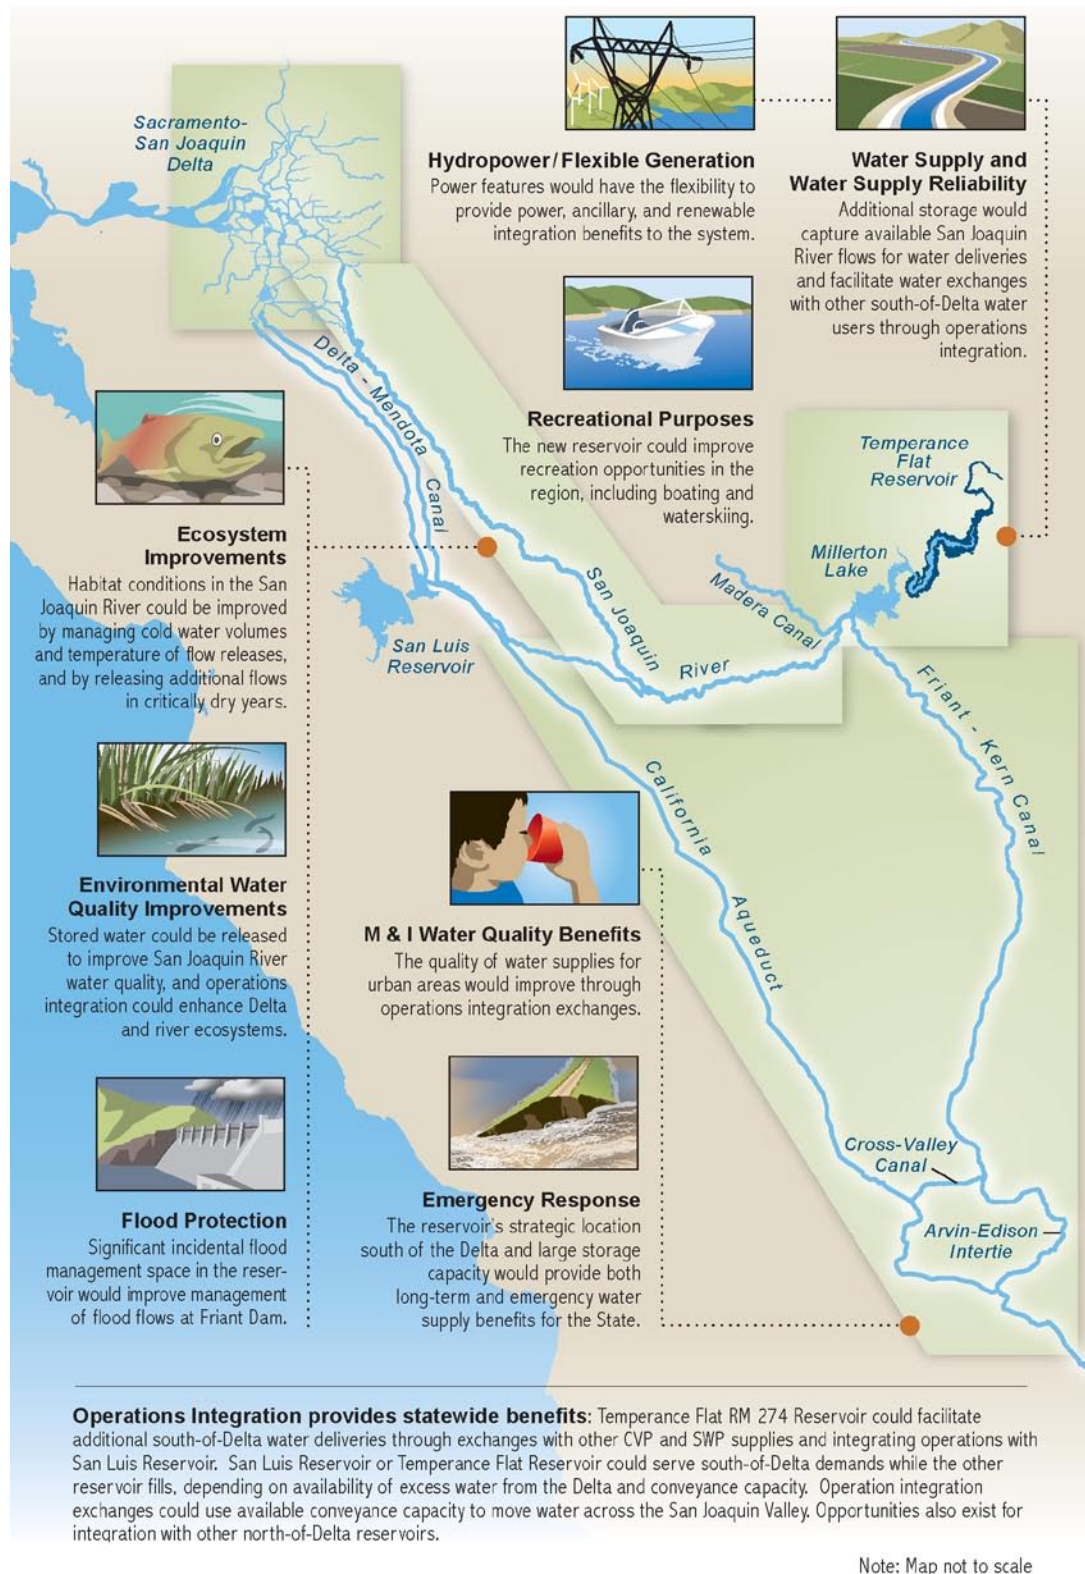 Sacramento-
San Joaquin
Delta
Hydropower/Flexible Generation
Power features would have the flexibility to
provide power, ancillary, and renewable
integration benefits to the system.
Water Supply and
Water Supply Reliability
Additional storage would
capture available San Joaquin
River flows for water deliveries
and facilitate water exchanges
with other south-of-Delta water
users through operations
integration.
Delta - Mendota Canal
Recreational Purposes
The new reservoir could improve
recreation opportunities in the
region, including boating and
waterskiing.
Temperance
Flat
Reservoir
Millerton
Lake
Madera Canal
San Joaquin
River
San Luis
Reservoir
Friant - Kern Canal
California Aqueduct
Ecosystem
Improvements
Habitat conditions in the San
Joaquin River could be improved
by managing cold water volumes
and temperature of flow releases,
and by releasing additional flows
in critically dry years.
Environmental Water
Quality Improvements
Stored water could be released
to improve San Joaquin River
water quality, and operations
integration could enhance Delta
and river ecosystems.
M & I Water Quality Benefits
The quality of water supplies for
urban areas would improve through
operations integration exchanges.
Flood Protection
Significant incidental flood
management space in the reser-
voir would improve management
of flood flows at Friant Dam.
Emergency Response
The reservoir's strategic location
south of the Delta and large storage
capacity would provide both
long-term and emergency water
supply benefits for the State.
Cross-Valley
Canal
Arvin-Edison
Intertie
Operations Integration provides statewide benefits: Temperance Flat RM 274 Reservoir could facilitate
additional south-of-Delta water deliveries through exchanges with other CVP and SWP supplies and integrating operations with
San Luis Reservoir. San Luis Reservoir or Temperance Flat Reservoir could serve south-of-Delta demands while the other
reservoir fills, depending on availability of excess water from the Delta and conveyance capacity. Operation integration
exchanges could use available conveyance capacity to move water across the San Joaquin Valley. Opportunities also exist for
integration with other north-of-Delta reservoirs.
Note: Map not to scale